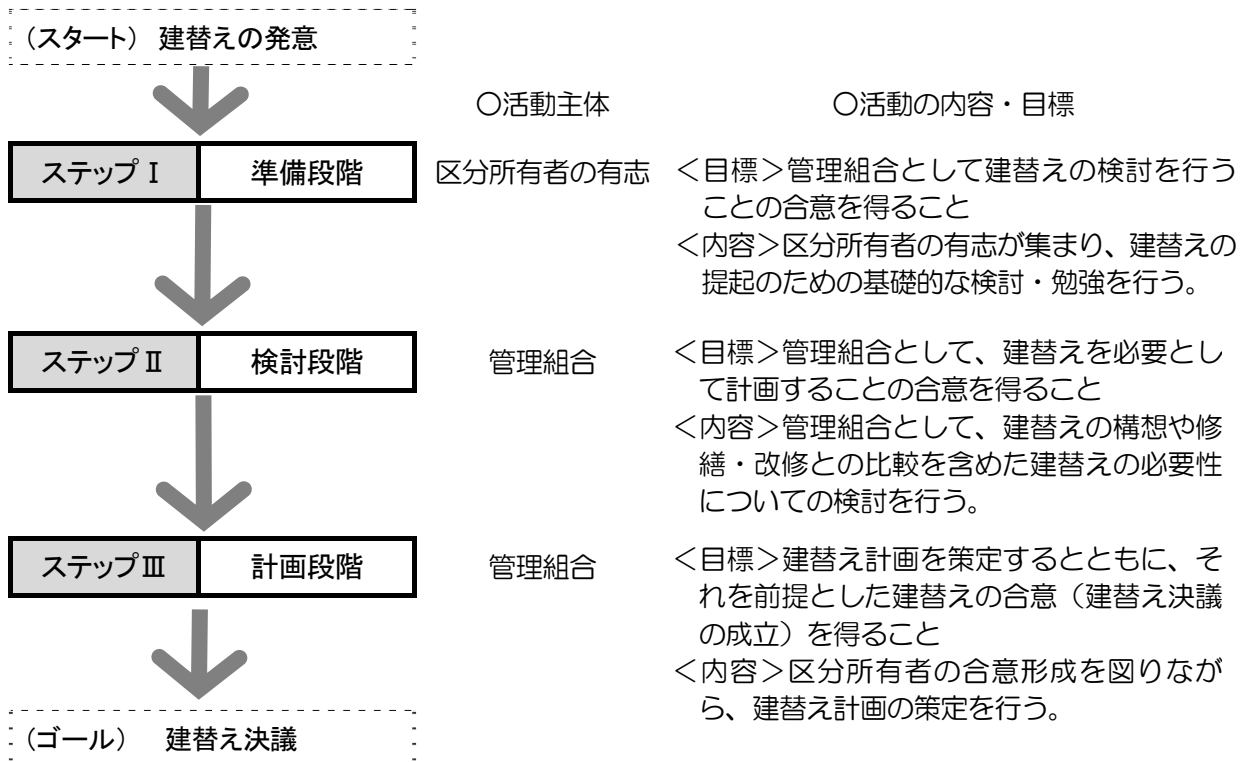 (スタート) 建替えの発意
○活動主体 ○活動の内容・目標
ステップⅠ 準備段階 区分所有者の有志 <目標>管理組合として建替えの検討を行う
ことの合意を得ること
<内容>区分所有者の有志が集まり、建替えの
提起のための基礎的な検討・勉強を行う。
ステップⅡ 検討段階 管理組合 <目標>管理組合として、建替えを必要とし
て計画することの合意を得ること
<内容>管理組合として、建替えの構想や修
繕・改修との比較を含めた建替えの必要性
についての検討を行う。
ステップⅢ 計画段階 管理組合 <目標>建替え計画を策定するとともに、そ
れを前提とした建替えの合意(建替え決議
の成立)を得ること
<内容>区分所有者の合意形成を図りなが
ら、建替え計画の策定を行う。
(ゴール) 建替え決議